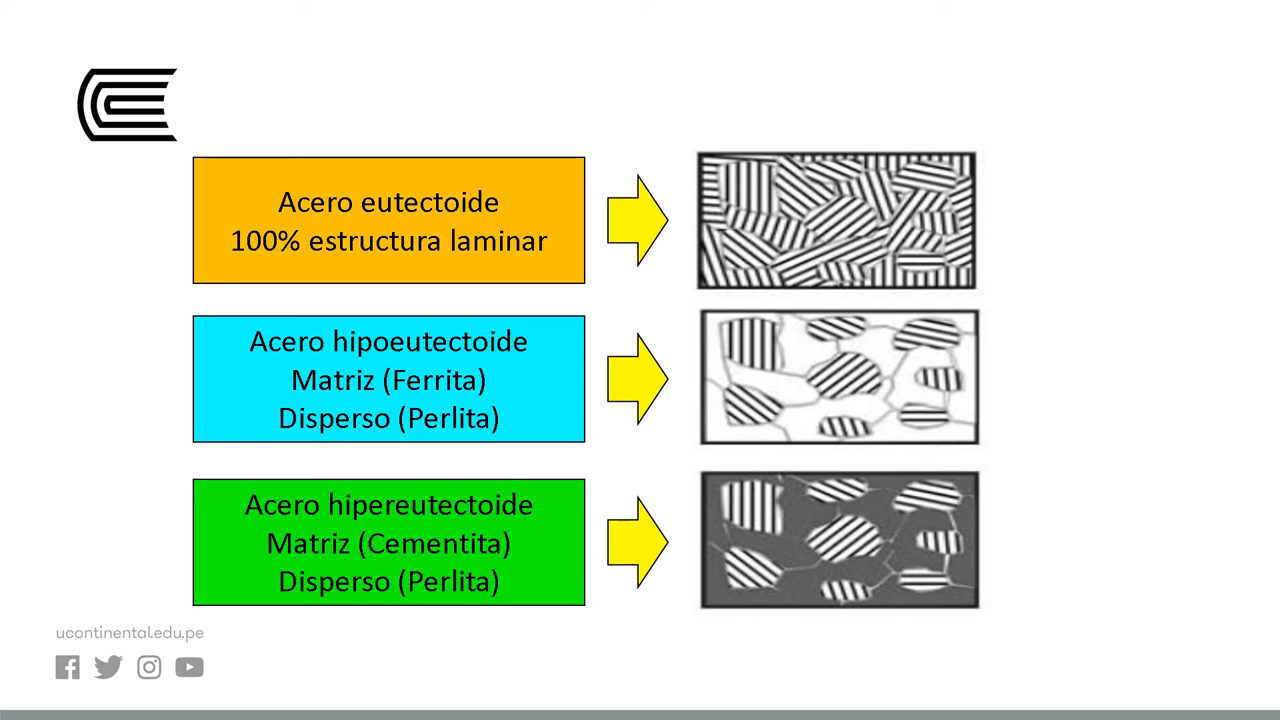 Acero eutectoide
100% estructura laminar
Acero hipoeutectoide
Matriz (Ferrita)
Disperso (Perlita)
Acero hipereutectoide
Matriz (Cementita)
Disperso (Perlita)
ucontinental.edu.pe